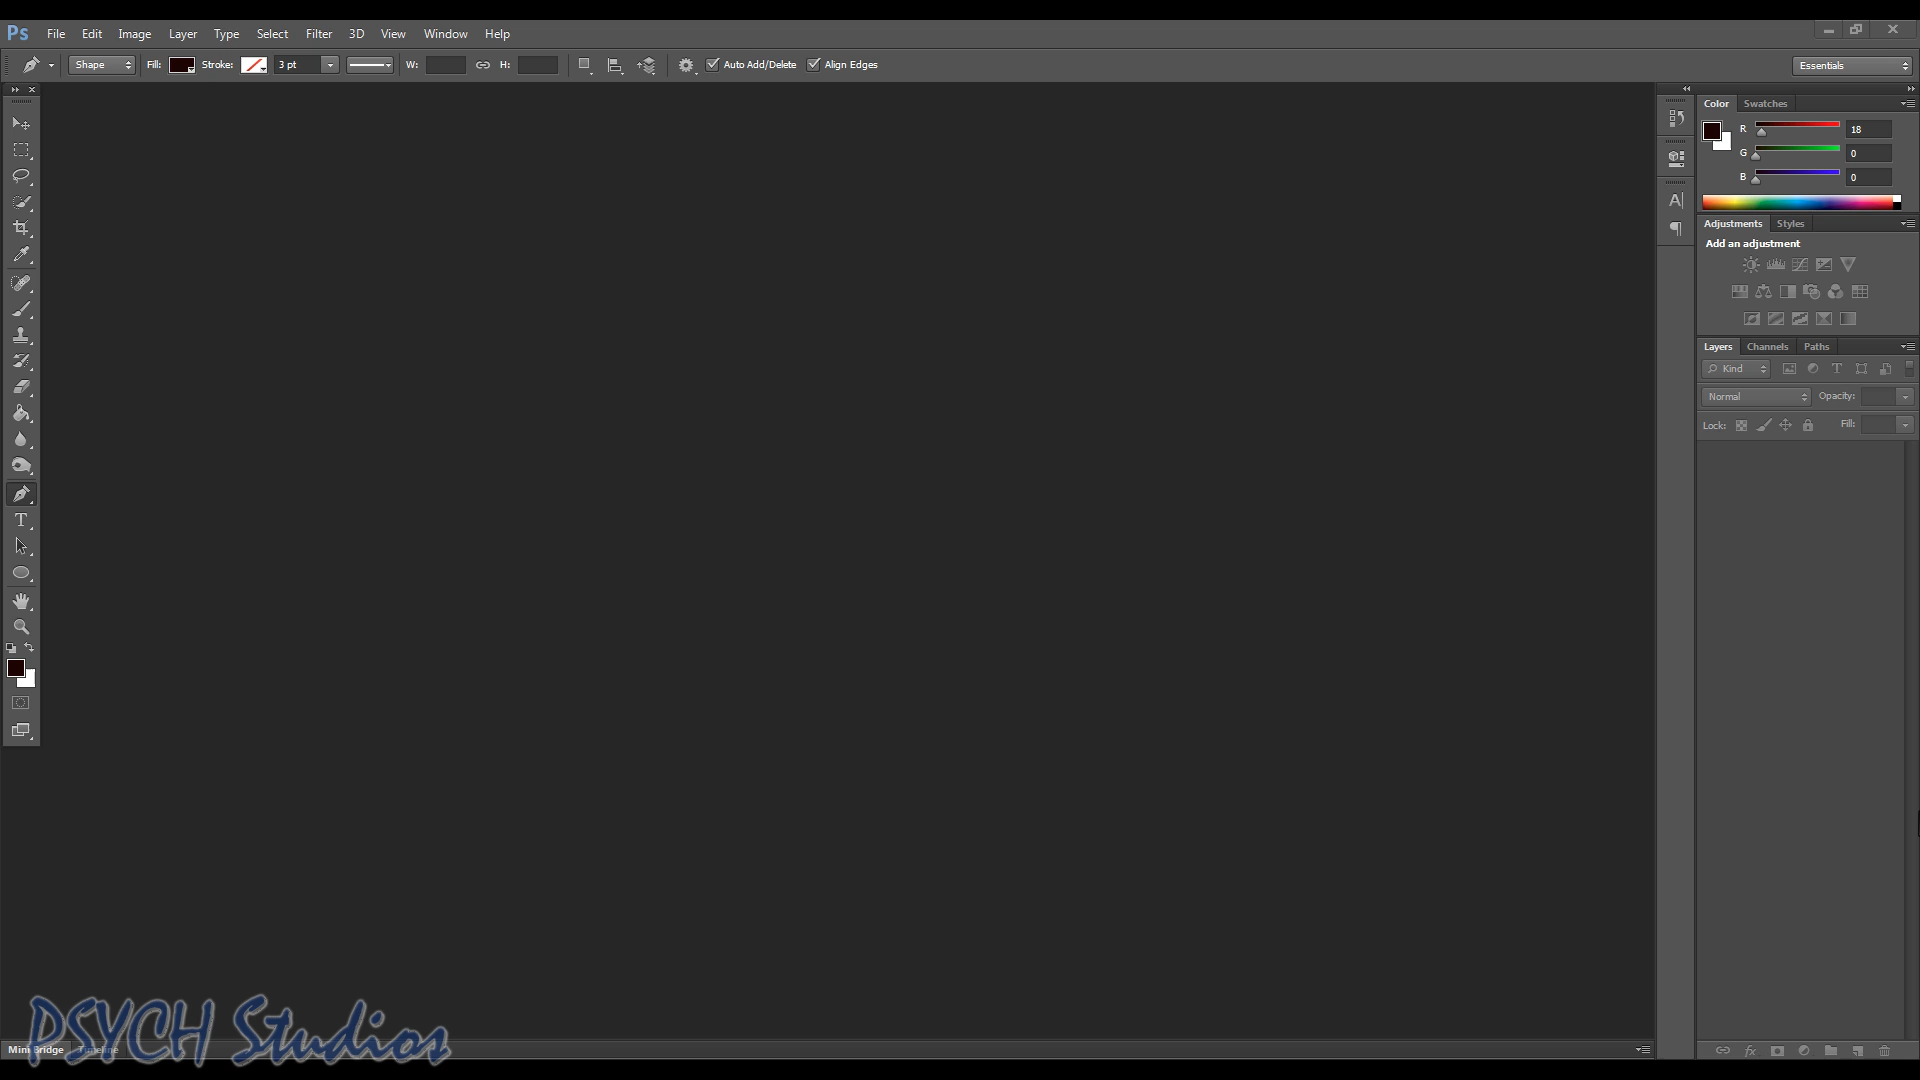 Ps File Edit Image Layer Type Select Filter 3D View Window Help
Shape Fill: Stroke: 3 pt W: H: Auto Add/Delete Align Edges Essentials
Color Swatches
R 18
G 0
B 0
Adjustments Styles
Add an adjustment
Layers Channels Paths
Kind
Normal Opacity:
Lock: Fill:
PSYCH Studios
Mini Bridge Timeline